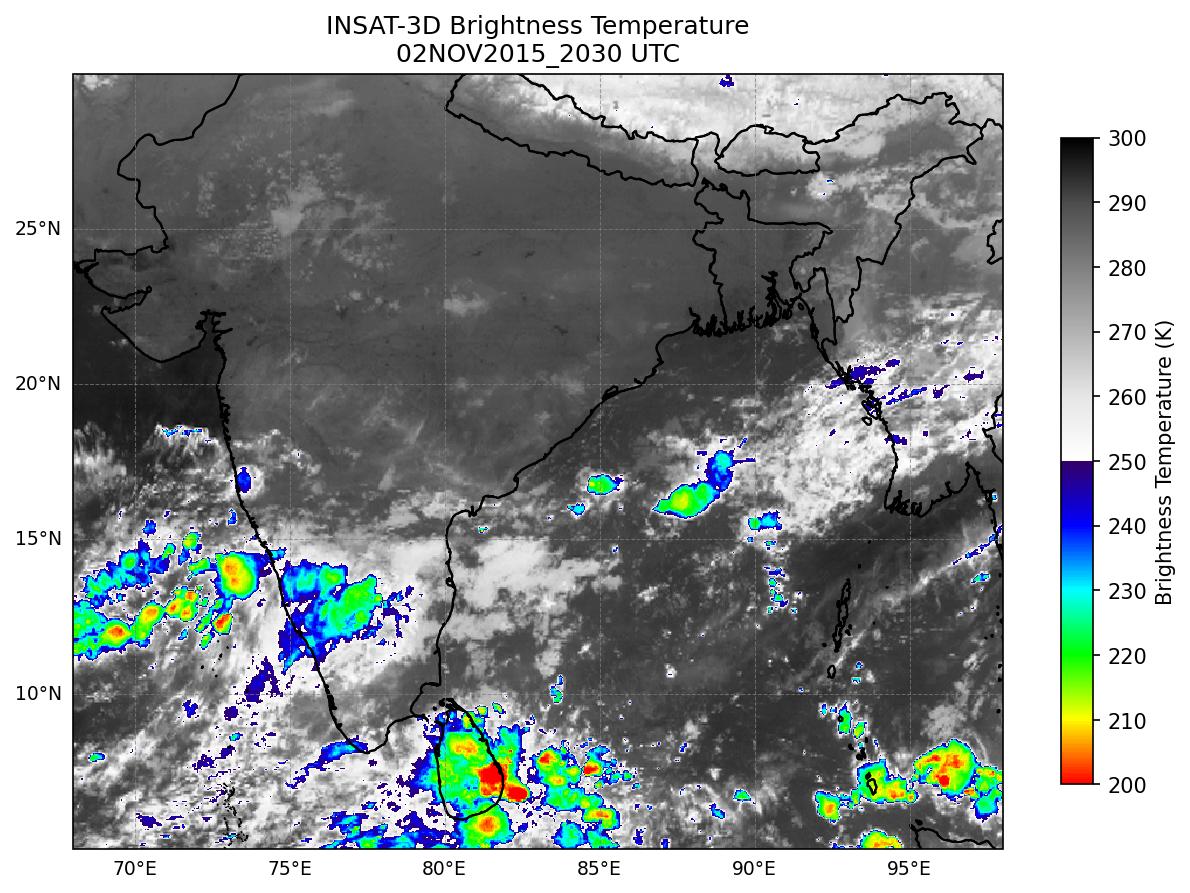 INSAT-3D Brightness Temperature
02NOV2015_2030 UTC
25°N
20°N
15°N
10°N
70°E
75°E
80°E
85°E
90°E
95°E
300
290
280
270
260
250
240
230
220
210
200
Brightness Temperature (K)